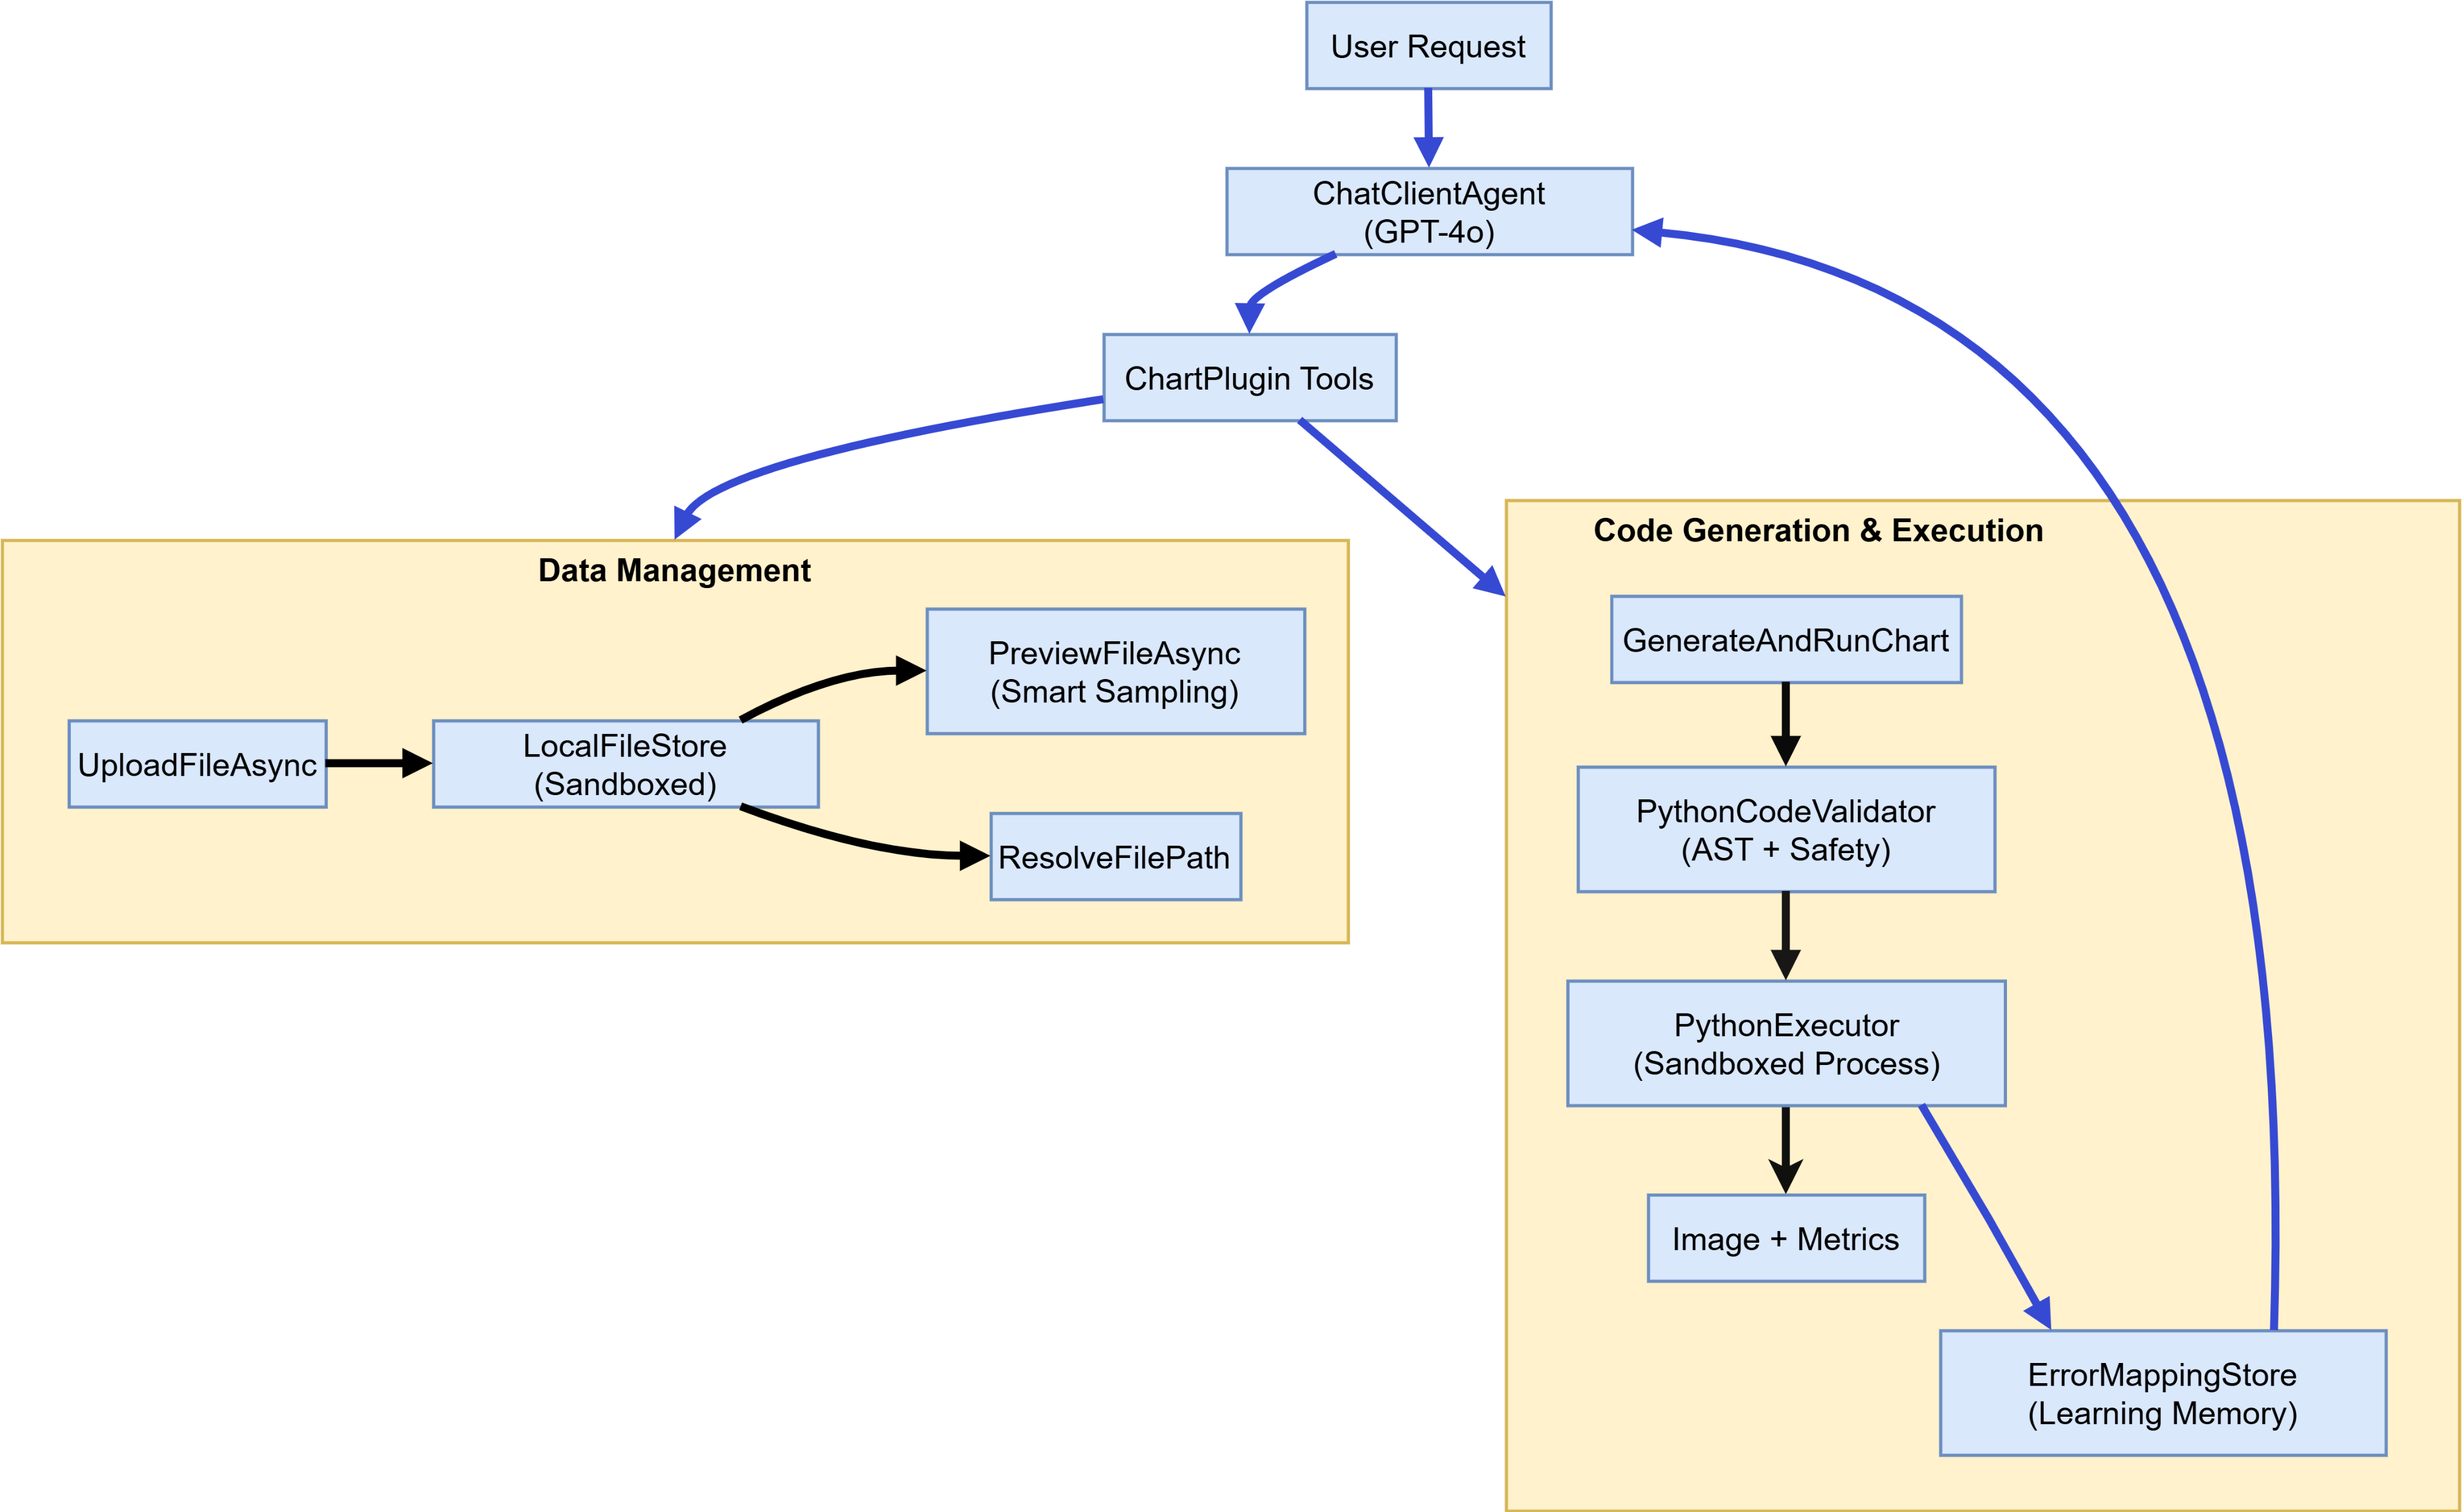 User Request
ChatClientAgent
(GPT-4o)
ChartPlugin Tools
Data Management
UploadFileAsync
LocalFileStore
(Sandboxed)
PreviewFileAsync
(Smart Sampling)
ResolveFilePath
Code Generation & Execution
GenerateAndRunChart
PythonCodeValidator
(AST + Safety)
PythonExecutor
(Sandboxed Process)
Image + Metrics
ErrorMappingStore
(Learning Memory)